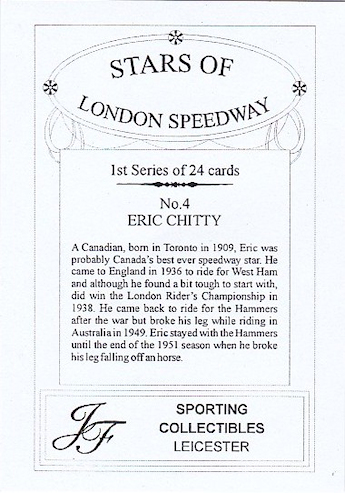 STARS OF
LONDON SPEEDWAY
1st Series of 24 cards
No.4
ERIC CHITTY
A Canadian, born in Toronto in 1909, Eric was
probably Canada's best ever speedway star. He
came to England in 1936 to ride for West Ham
and although he found a bit tough to start with,
did win the London Rider's Championship in
1938. He came back to ride for the Hammers
after the war but broke his leg while riding in
Australia in 1949. Eric stayed with the Hammers
until the end of the 1951 season when he broke
his leg falling off an horse.
JF
SPORTING
COLLECTIBLES
LEICESTER